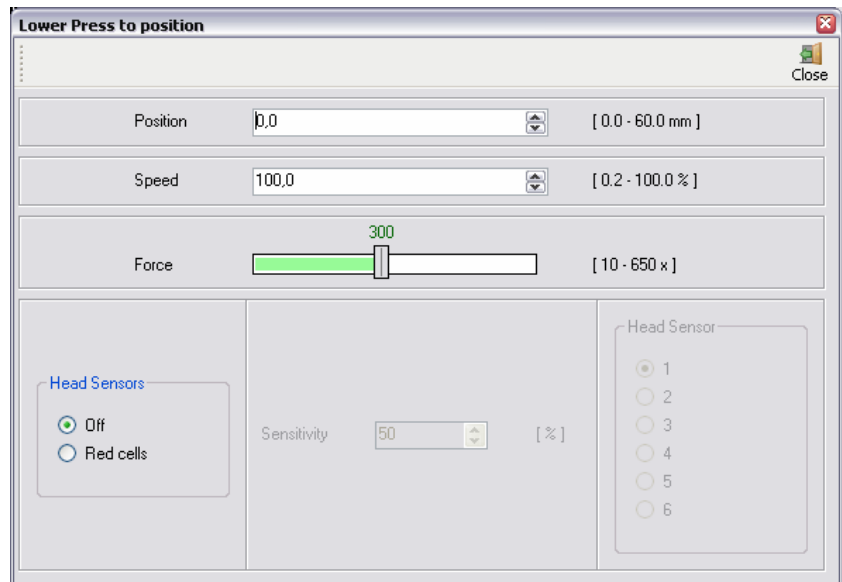 Lower Press to position
Close
Position 0,0 [ 0.0 - 60.0 mm ]
Speed 100,0 [ 0.2 - 100.0 % ]
300
Force [ 10 - 650 x ]
Head Sensors
Off
Red cells
Sensitivity 50 [ % ]
Head Sensor
1
2
3
4
5
6